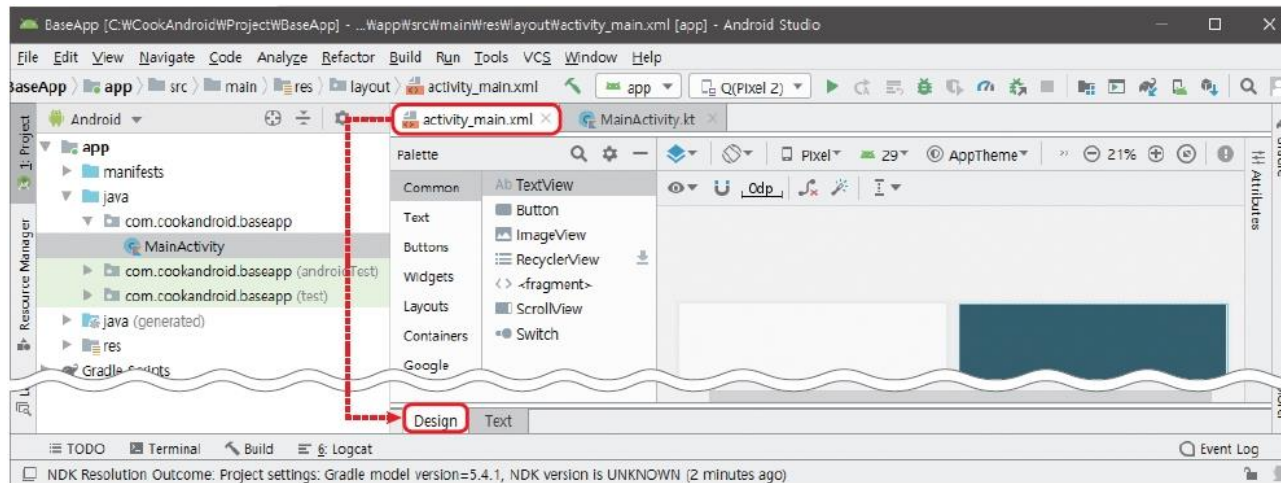 BaseApp [C:₩CookAndroid₩Project₩BaseApp] - ...₩app₩src₩main₩res₩layout₩activity_main.xml [app] - Android Studio
File Edit View Navigate Code Analyze Refactor Build Run Tools VCS Window Help
BaseApp app src main res layout activity_main.xml app Q(Pixel 2)
1: Project
Resource Manager
Android
app
manifests
java
com.cookandroid.baseapp
MainActivity
com.cookandroid.baseapp (androidTest)
com.cookandroid.baseapp (test)
java (generated)
res
Gradle Scripts
activity_main.xml MainActivity.kt
Palette
Common
Text
Buttons
Widgets
Layouts
Containers
Google
Ab TextView
Button
ImageView
RecyclerView
<fragment>
ScrollView
Switch
Pixel 29 AppTheme 21%
0dp
Attributes
Design Text
TODO Terminal Build 6: Logcat Event Log
NDK Resolution Outcome: Project settings: Gradle model version=5.4.1, NDK version is UNKNOWN (2 minutes ago)